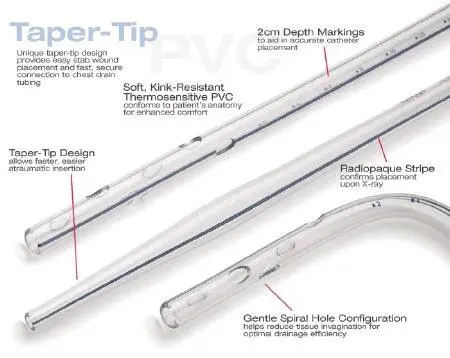 Taper-Tip
PVC
Unique taper-tip design
provides easy stab wound
placement and fast, secure
connection to chest drain
tubing
2cm Depth Markings
to aid in accurate catheter
placement
Soft, Kink-Resistant
Thermosensitive PVC
conforms to patient's anatomy
for enhanced comfort
Taper-Tip Design
allows faster, easier
atraumatic insertion
Radiopaque Stripe
confirms placement
upon X-ray
Gentle Spiral Hole Configuration
helps reduce tissue invagination for
optimal drainage efficiency